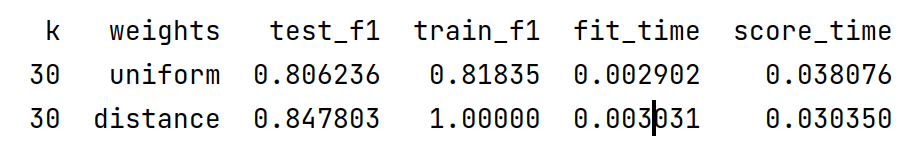 k weights test_f1 train_f1 fit_time score_time
30 uniform 0.806236 0.81835 0.002902 0.038076
30 distance 0.847803 1.00000 0.003031 0.030350